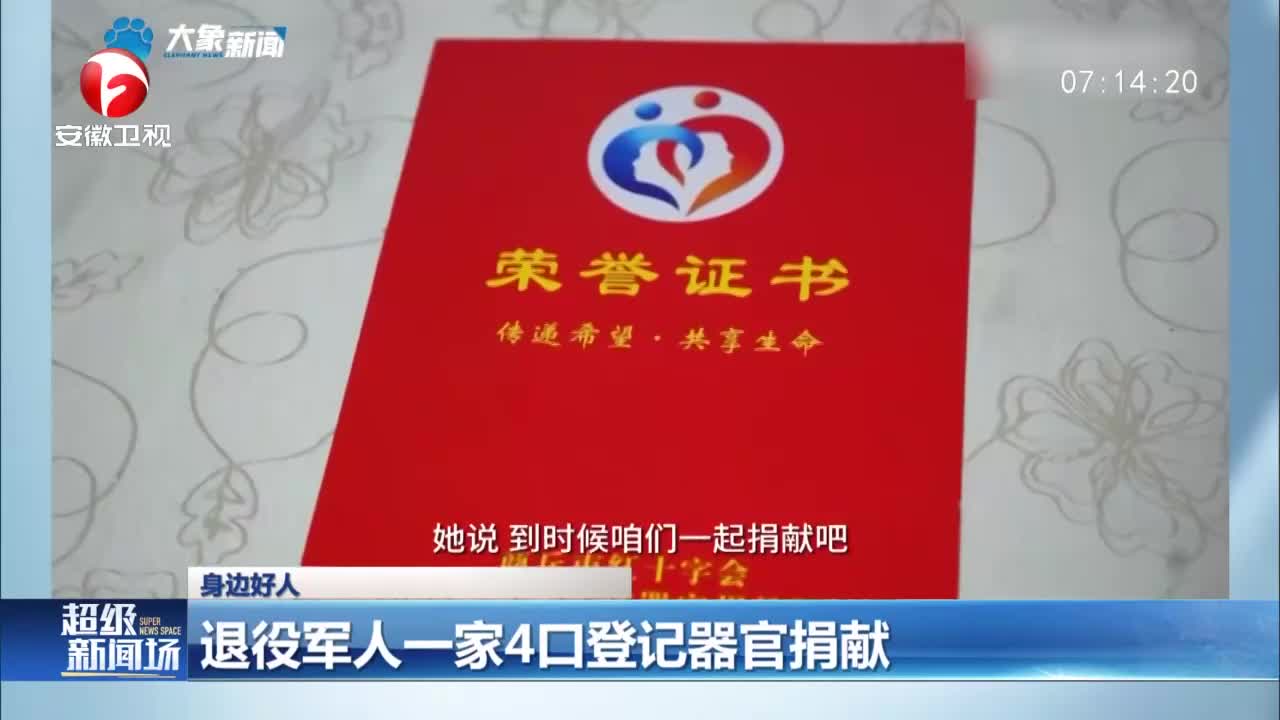 大象新闻
ELEPHANT NEWS
安徽卫视
07:14:20
荣誉证书
传递希望·共享生命
她说 到时候咱们一起捐献吧
市红十字会
身边好人
超级新闻场
SUPER NEWS SPACE
退役军人一家4口登记器官捐献